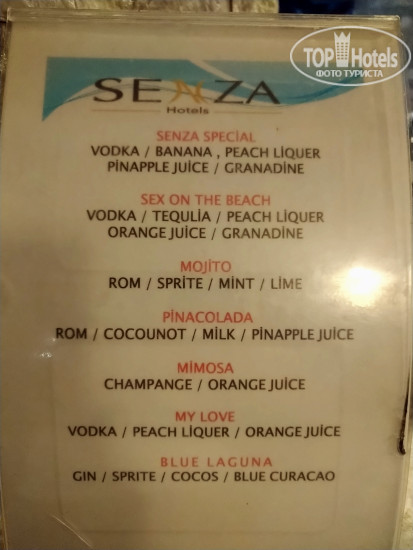 TOP Hotels
ФОТО ТУРИСТА
SENZA
Hotels
SENZA SPECİAL
VODKA / BANANA , PEACH LİQUER
PİNAPPLE JUİCE / GRANADİNE
SEX ON THE BEACH
VODKA / TEQULİA / PEACH LİQUER
ORANGE JUİCE / GRANADİNE
MOJİTO
ROM / SPRİTE / MİNT / LİME
PİNACOLADA
ROM / COCOUNOT / MİLK / PİNAPPLE JUİCE
MİMOSA
CHAMPANGE / ORANGE JUİCE
MY LOVE
VODKA / PEACH LİQUER / ORANGE JUİCE
BLUE LAGUNA
GIN / SPRITE / COCOS / BLUE CURACAO